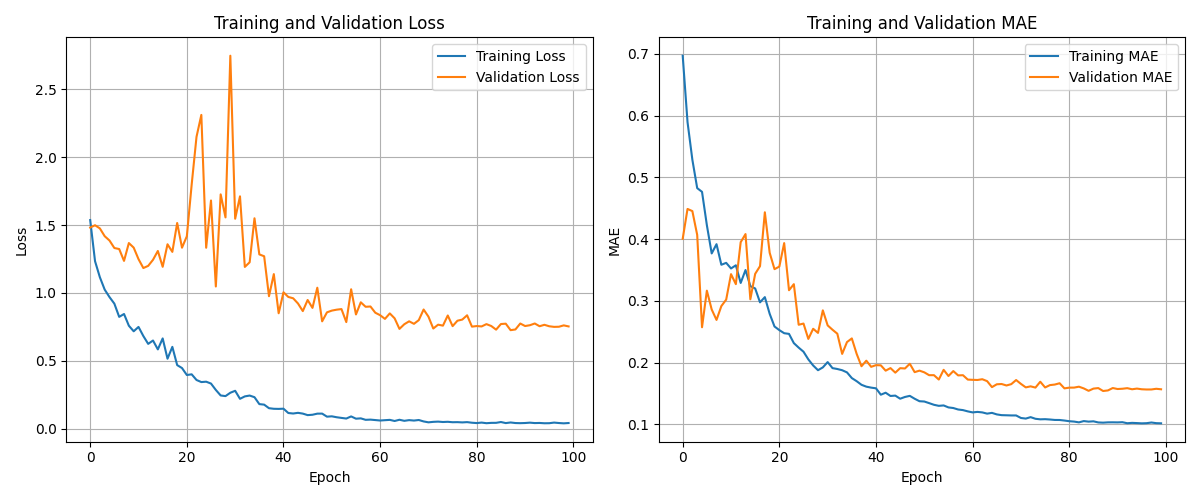 Training and Validation Loss
Training Loss
Validation Loss
2.5
2.0
1.5
1.0
0.5
0.0
Loss
0
20
40
60
80
100
Epoch
Training and Validation MAE
Training MAE
Validation MAE
0.7
0.6
0.5
0.4
0.3
0.2
0.1
MAE
0
20
40
60
80
100
Epoch